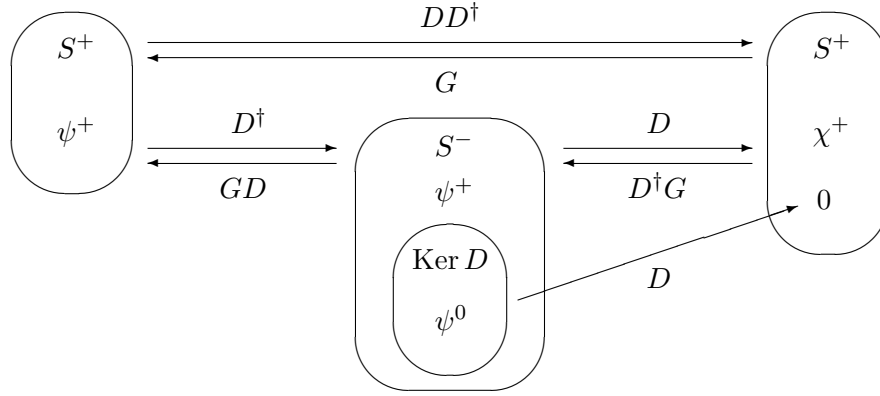 DD†
S⁺ S⁺
G
ψ⁺ D† D χ⁺
S⁻
GD D†G
ψ⁺
0
Ker D
D
ψ⁰